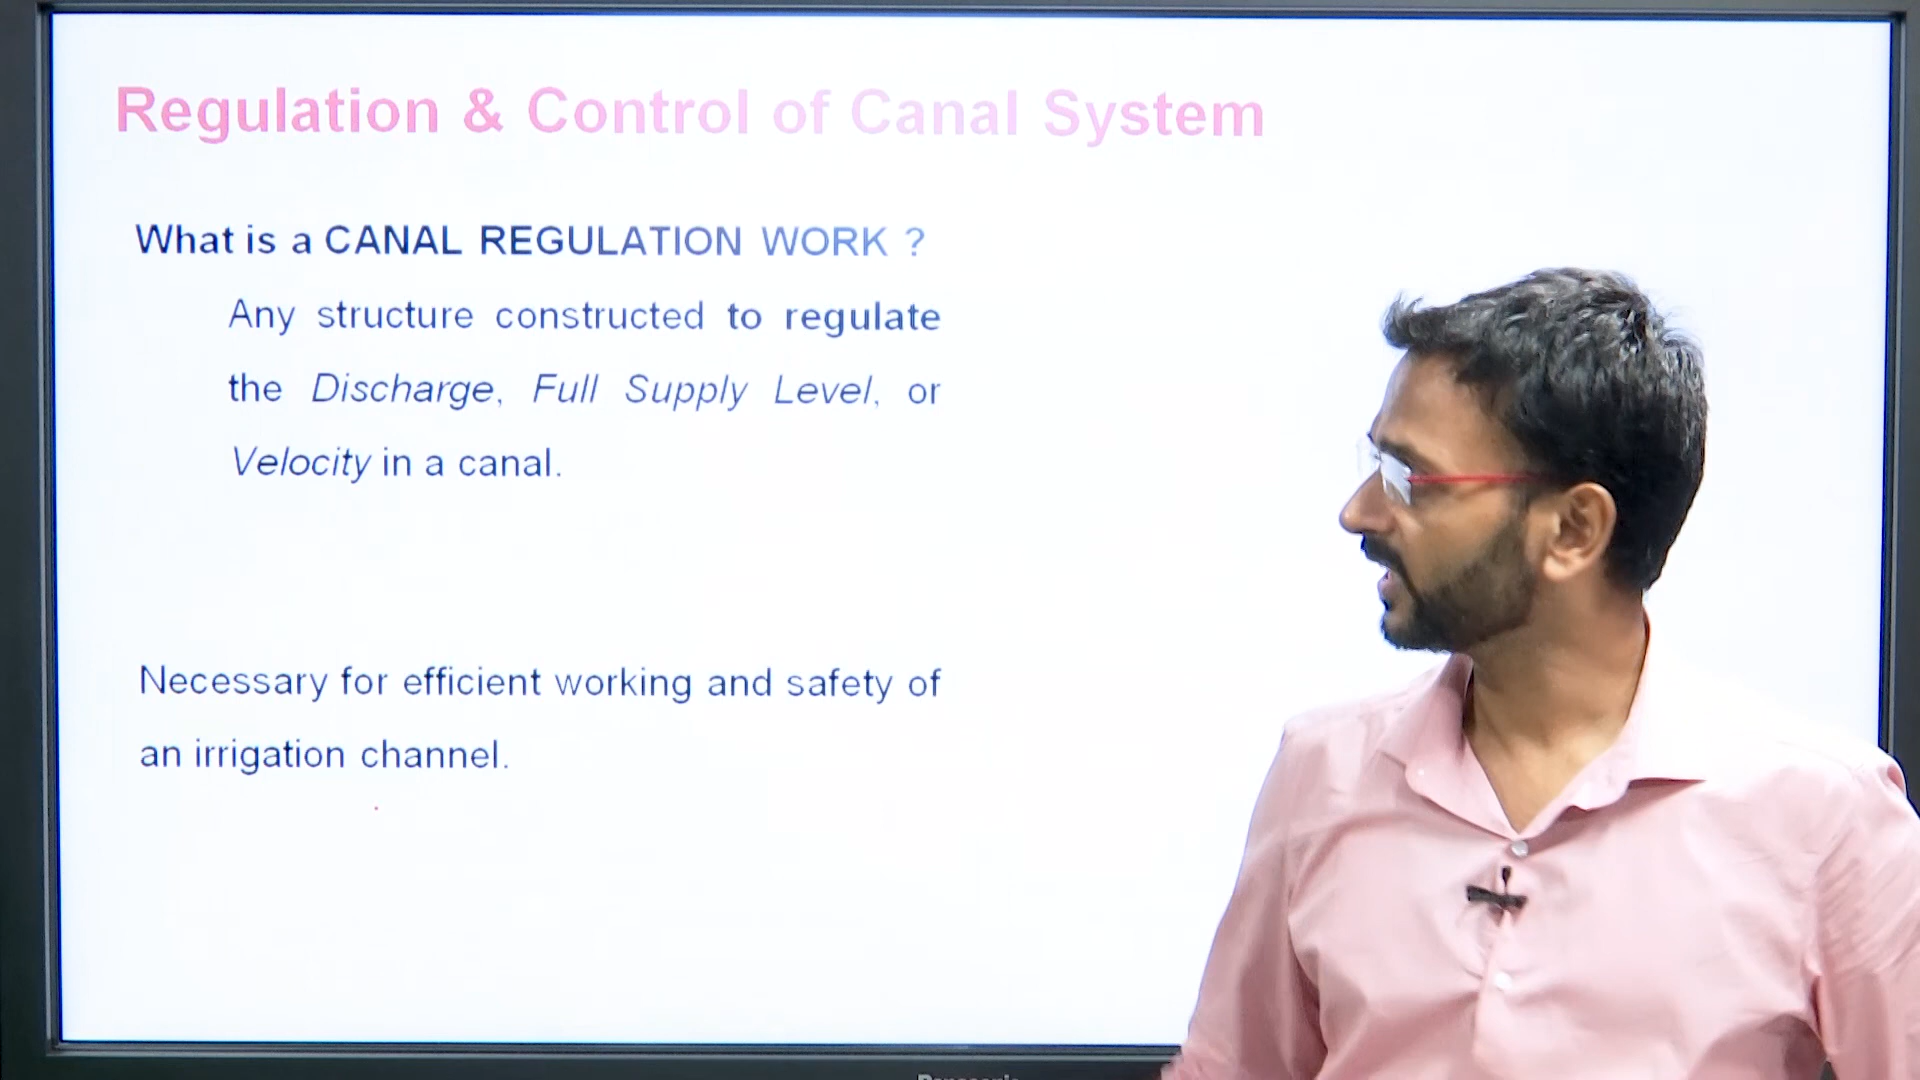 Regulation & Control of Canal System
What is a CANAL REGULATION WORK ?
Any structure constructed to regulate
the Discharge, Full Supply Level, or
Velocity in a canal.
Necessary for efficient working and safety of
an irrigation channel.